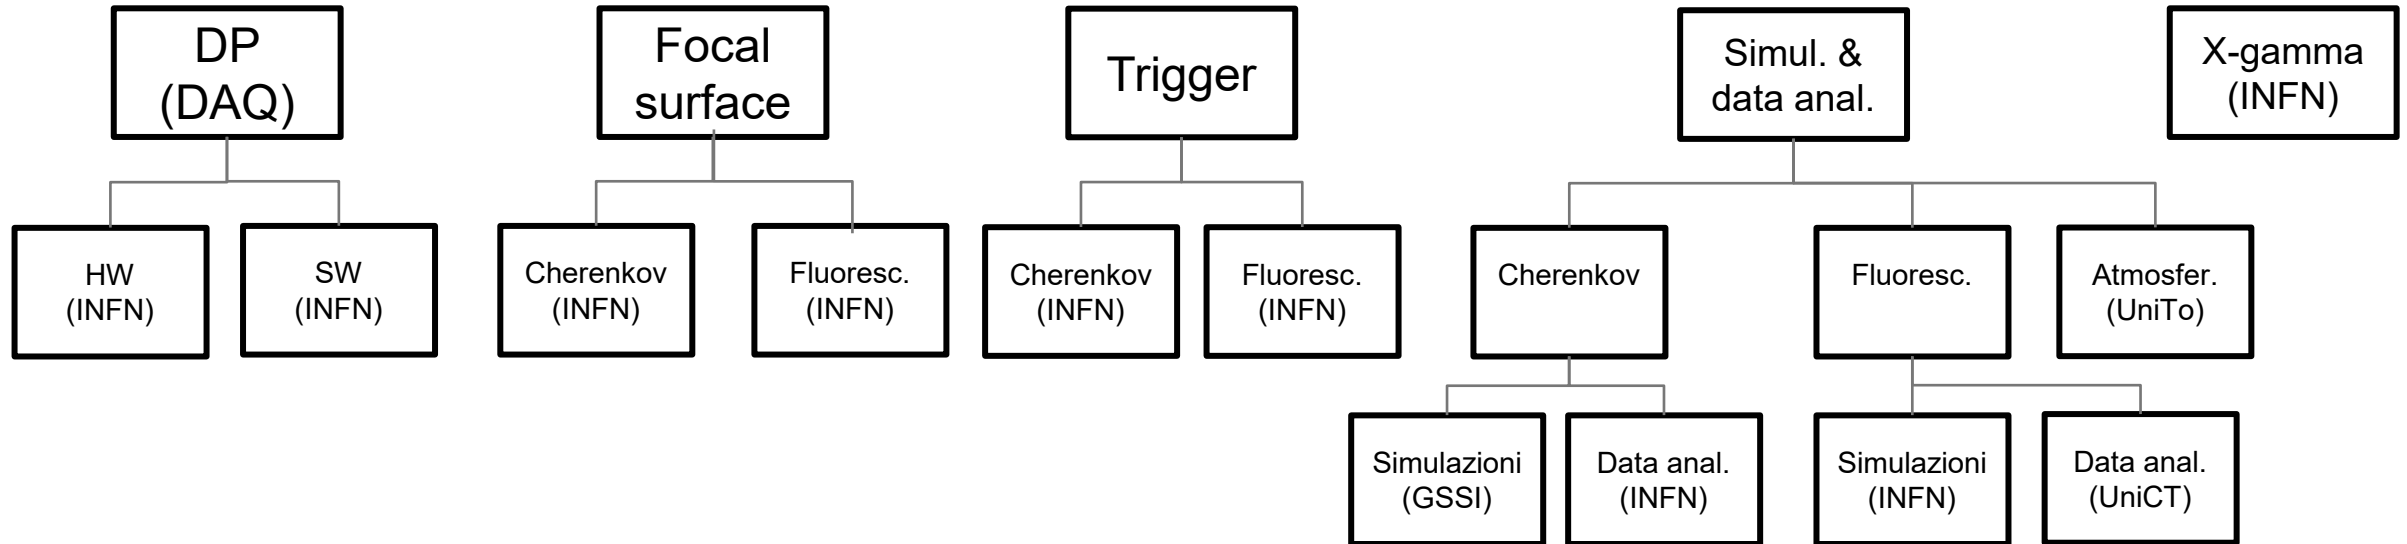 DP
(DAQ)
Focal
surface
Trigger
Simul. &
data anal.
X-gamma
(INFN)
HW
(INFN)
SW
(INFN)
Cherenkov
(INFN)
Fluoresc.
(INFN)
Cherenkov
(INFN)
Fluoresc.
(INFN)
Cherenkov
Fluoresc.
Atmosfer.
(UniTo)
Simulazioni
(GSSI)
Data anal.
(INFN)
Simulazioni
(INFN)
Data anal.
(UniCT)